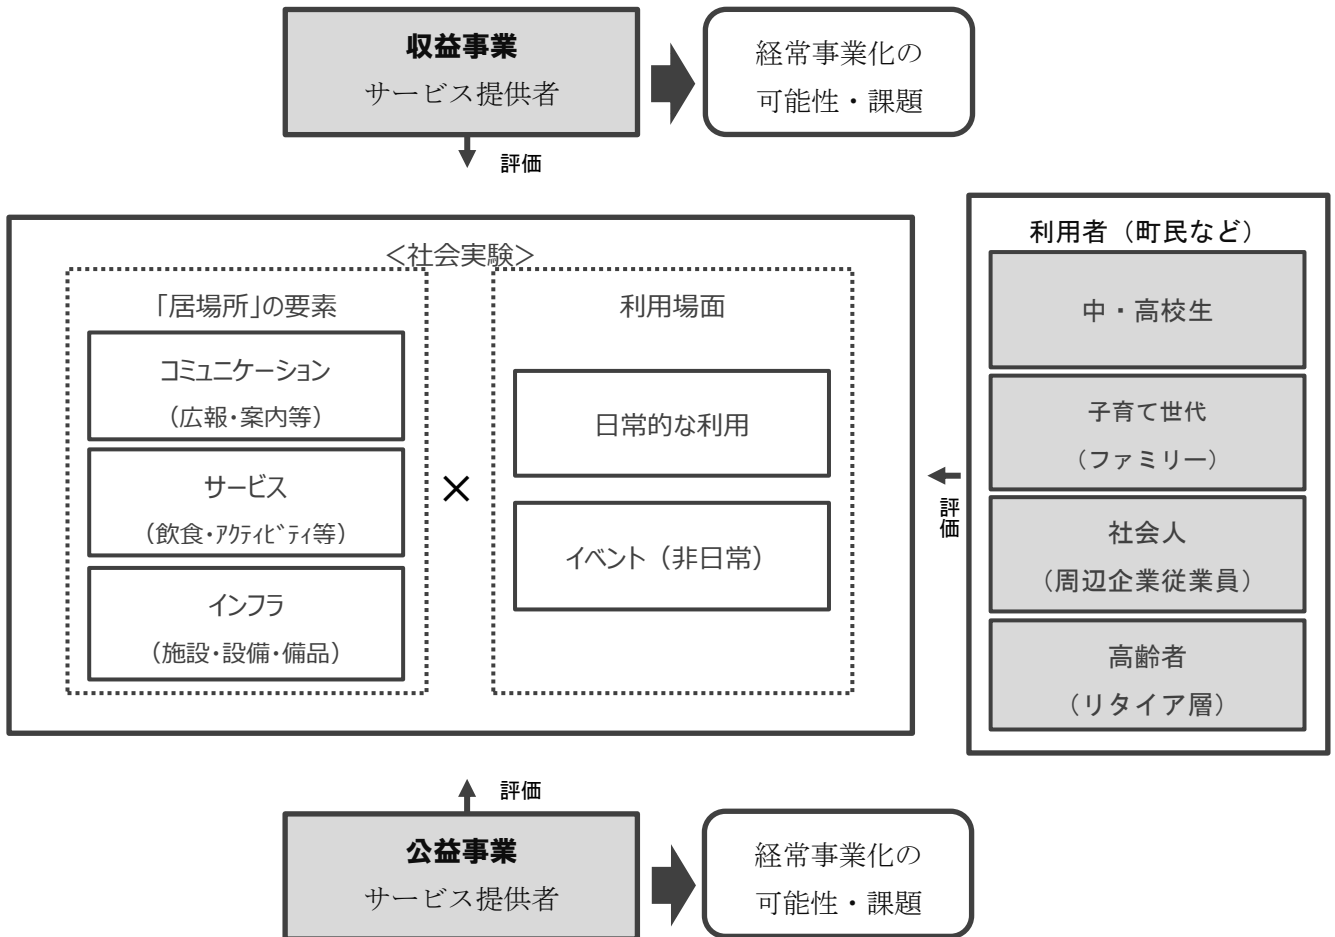 収益事業
サービス提供者
経常事業化の
可能性・課題
評価
<社会実験>
「居場所」の要素
コミュニケーション
(広報・案内等)
サービス
(飲食・アクティビティ等)
インフラ
(施設・設備・備品)
×
利用場面
日常的な利用
イベント(非日常)
評価
利用者(町民など)
中・高校生
子育て世代
(ファミリー)
社会人
(周辺企業従業員)
高齢者
(リタイア層)
評価
公益事業
サービス提供者
経常事業化の
可能性・課題